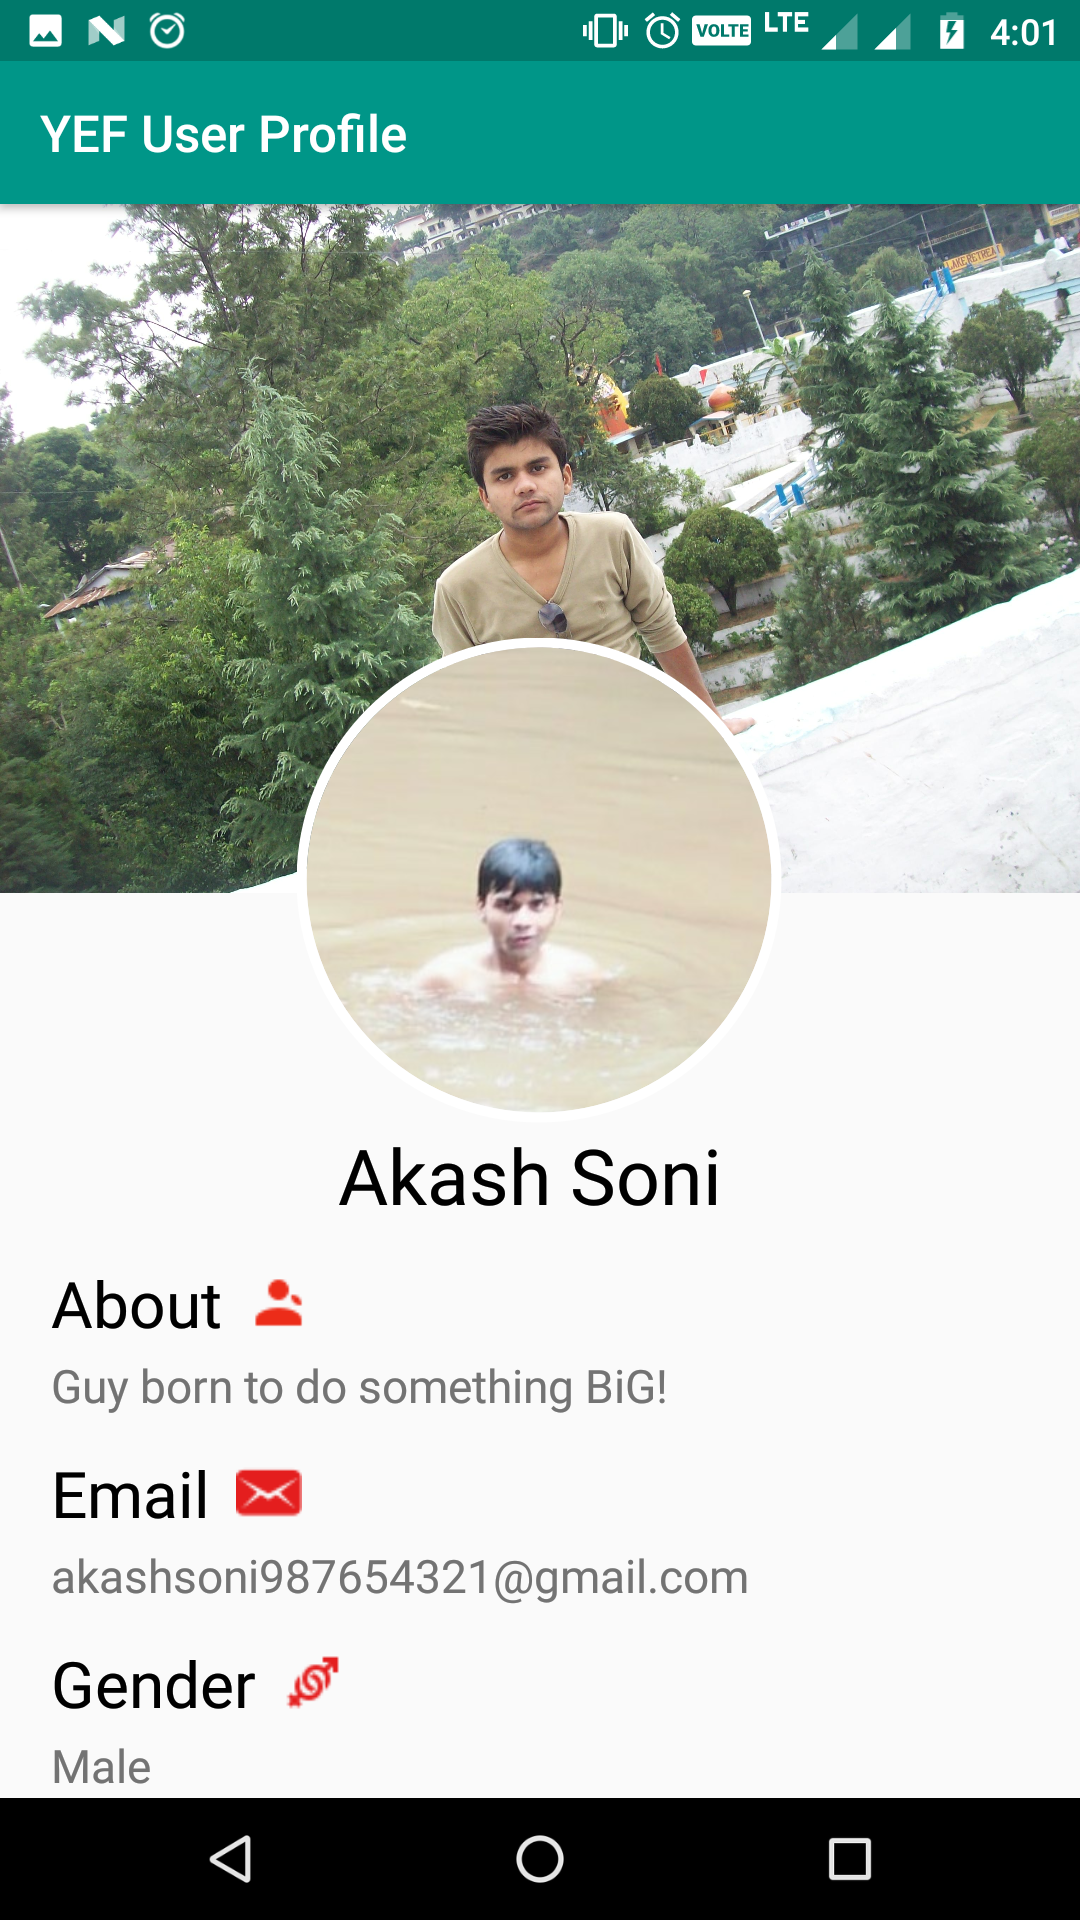 VOLTE LTE 4:01
YEF User Profile
LAKE RETREAT
Akash Soni
About
Guy born to do something BiG!
Email
akashsoni987654321@gmail.com
Gender
Male